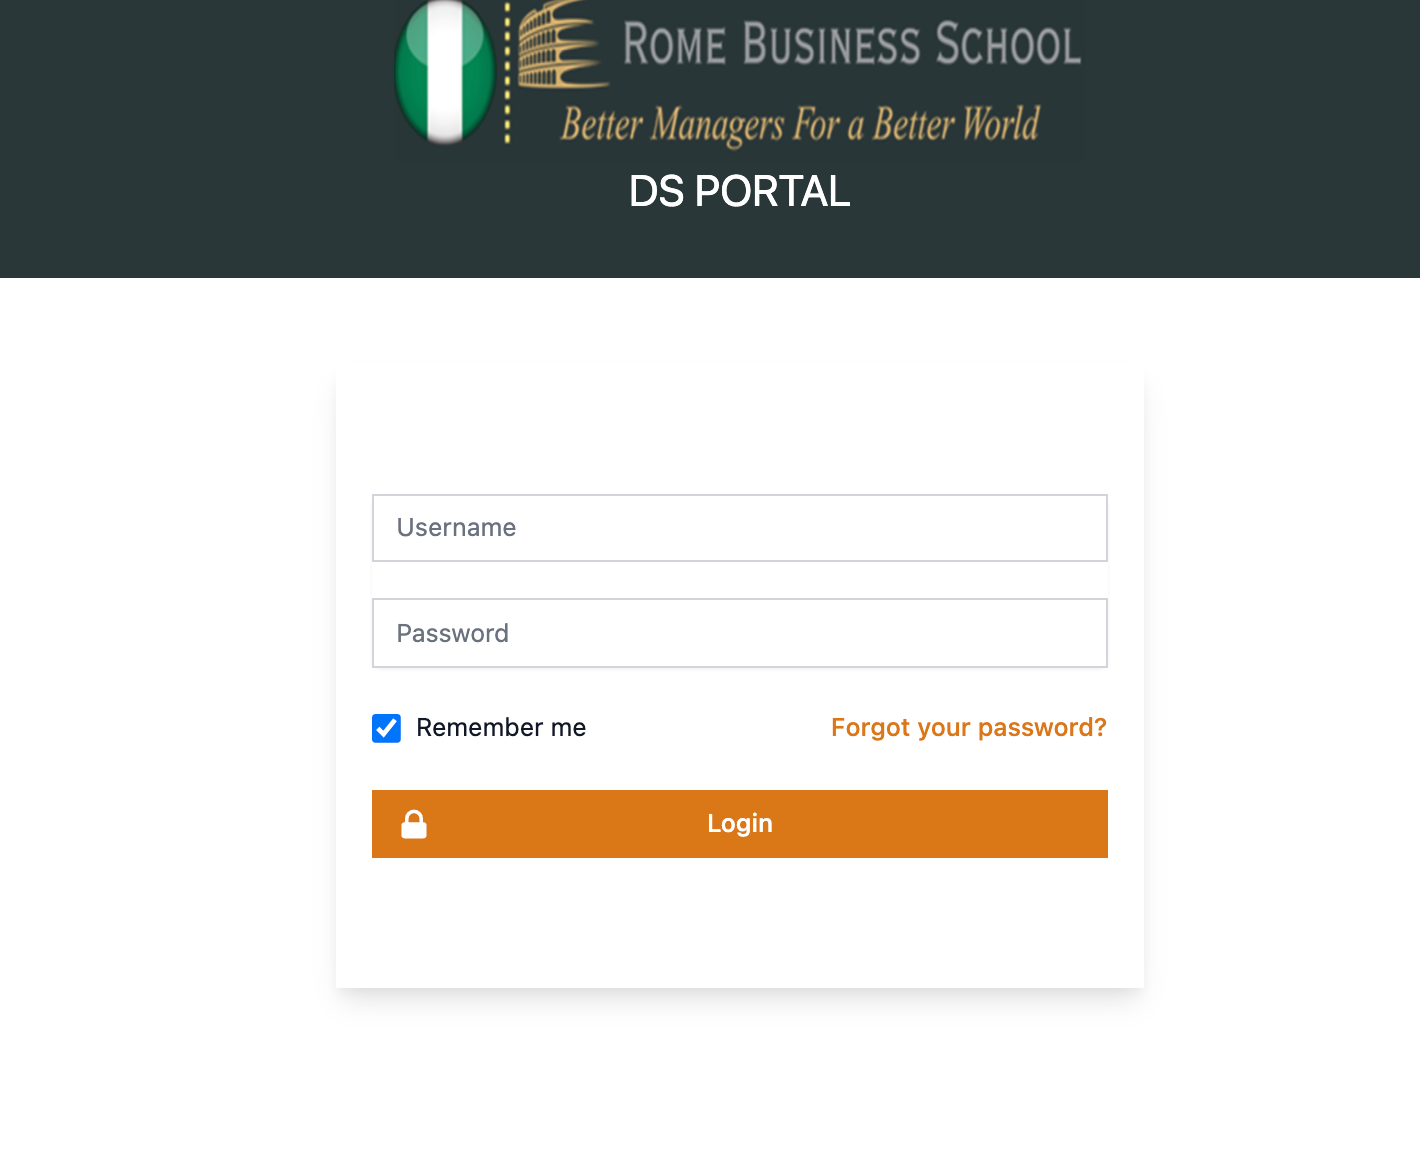 ROME BUSINESS SCHOOL
Better Managers For a Better World
DS PORTAL
Username
Password
Remember me
Forgot your password?
Login